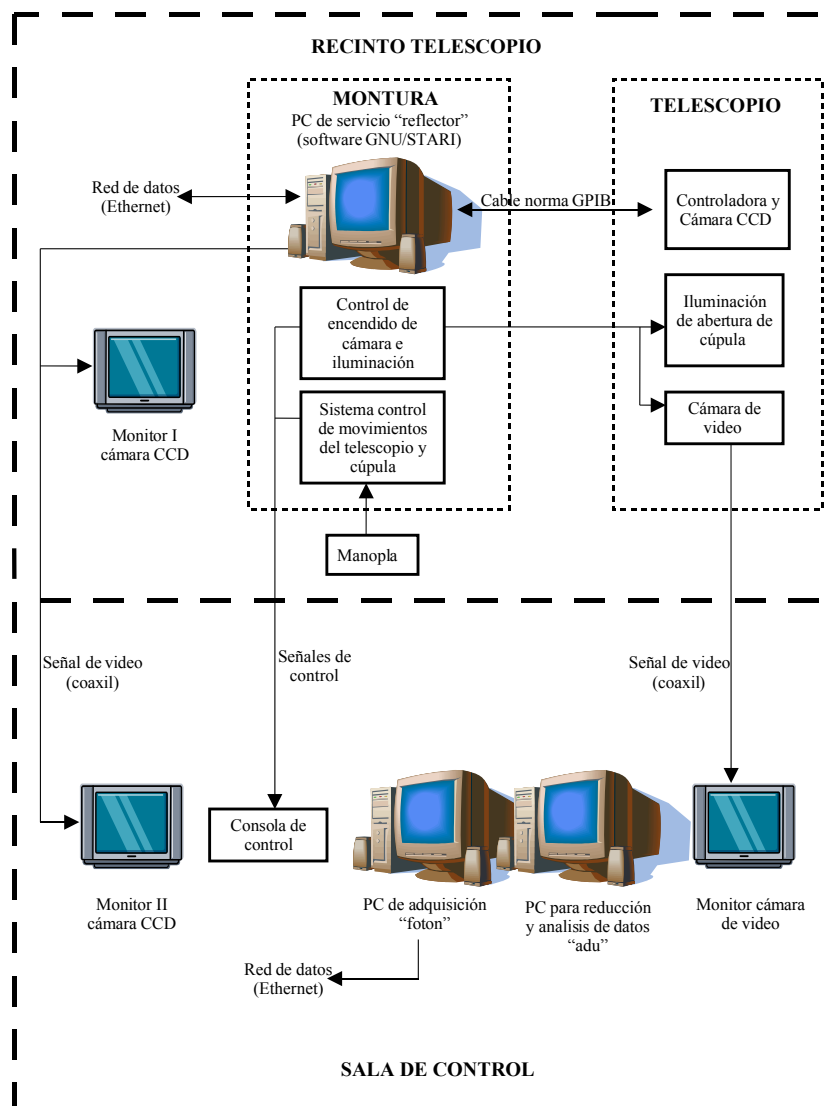 RECINTO TELESCOPIO
MONTURA
PC de servicio “reflector”
(software GNU/STARI)
TELESCOPIO
Red de datos
(Ethernet)
Cable norma GPIB
Controladora y
Cámara CCD
Control de
encendido de
cámara e
iluminación
Iluminación
de abertura de
cúpula
Monitor I
cámara CCD
Sistema control
de movimientos
del telescopio y
cúpula
Cámara de
video
Manopla
Señal de video
(coaxil)
Señales de
control
Señal de video
(coaxil)
Consola de
control
Monitor II
cámara CCD
PC de adquisición
“foton”
PC para reducción
y analisis de datos
“adu”
Monitor cámara
de video
Red de datos
(Ethernet)
SALA DE CONTROL